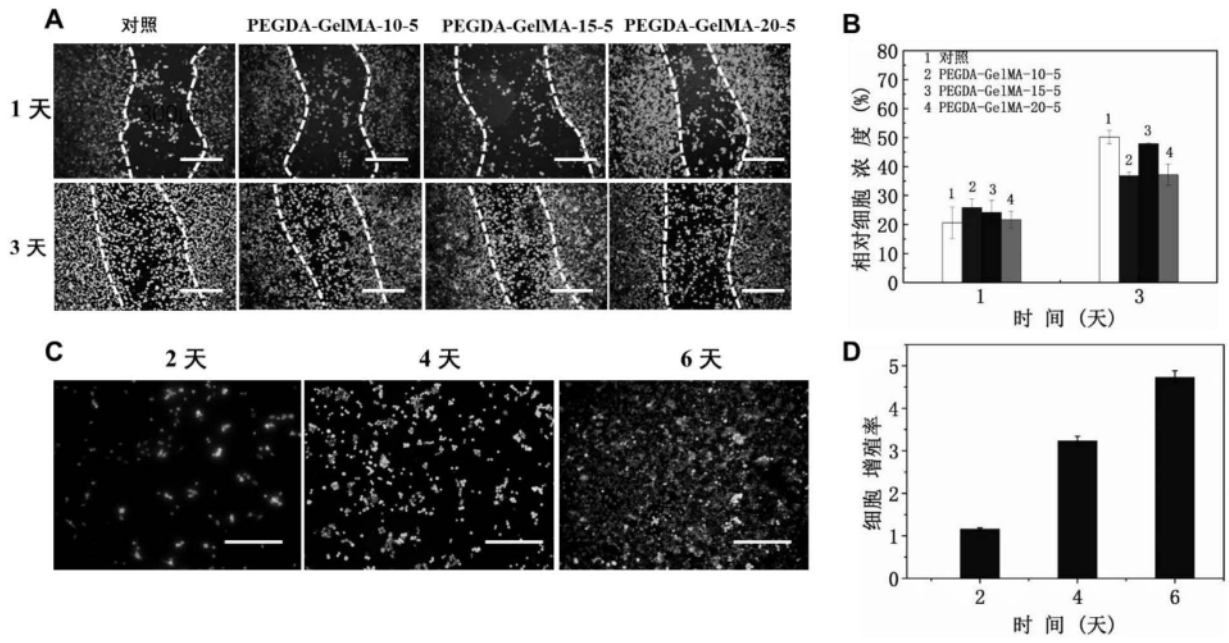 A
对照
PEGDA-GelMA-10-5
PEGDA-GelMA-15-5
PEGDA-GelMA-20-5
1 天
3 天
B
相对细胞 浓度 (%)
80
70
60
50
40
30
20
10
0
1 对照
2 PEGDA-GelMA-10-5
3 PEGDA-GelMA-15-5
4 PEGDA-GelMA-20-5
1
2
3
4
1
2
3
4
1
3
时 间 (天)
C
2 天
4 天
6 天
D
细胞 增殖率
5
4
3
2
1
0
2
4
6
时 间 (天)